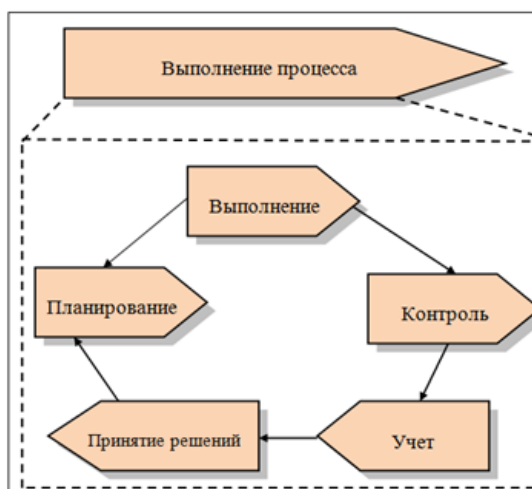 Выполнение процесса
Выполнение
Планирование
Контроль
Принятие решений
Учет